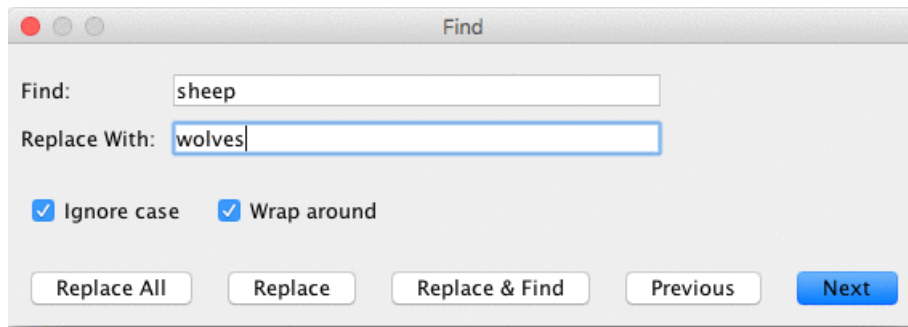 Find
Find: sheep
Replace With: wolves
Ignore case Wrap around
Replace All Replace Replace & Find Previous Next